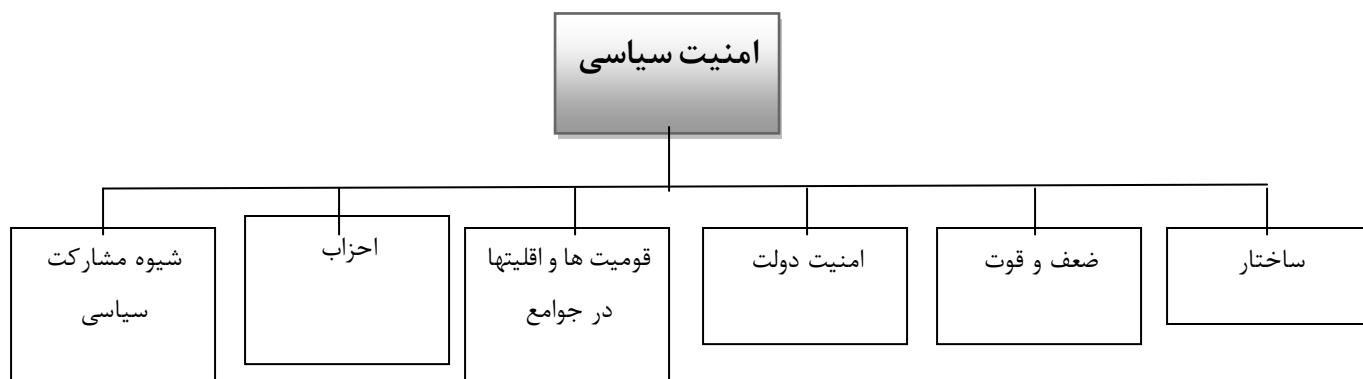 امنیت سیاسی
ساختار
ضعف و قوت
امنیت دولت
قومیت ها و اقلیتها
در جوامع
احزاب
شیوه مشارکت
سیاسی